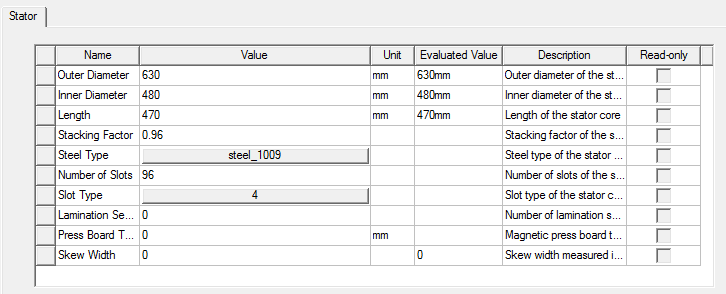 Stator
Name Value Unit Evaluated Value Description Read-only
Outer Diameter 630 mm 630mm Outer diameter of the st...
Inner Diameter 480 mm 480mm Inner diameter of the st...
Length 470 mm 470mm Length of the stator core
Stacking Factor 0.96 Stacking factor of the s...
Steel Type steel_1009 Steel type of the stator ...
Number of Slots 96 Number of slots of the s...
Slot Type 4 Slot type of the stator c...
Lamination Se... 0 Number of lamination s...
Press Board T... 0 mm Magnetic press board t...
Skew Width 0 0 Skew width measured i...